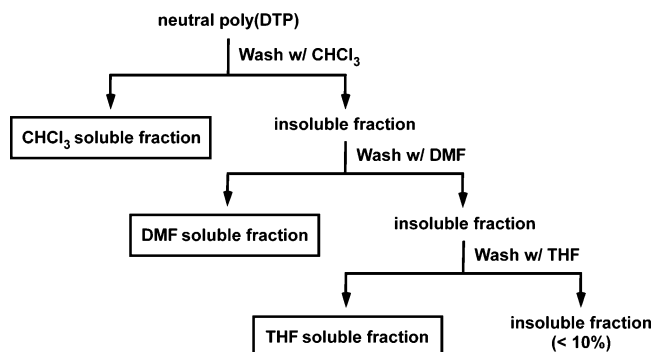 neutral poly(DTP)
Wash w/ CHCl₃
CHCl₃ soluble fraction
insoluble fraction
Wash w/ DMF
DMF soluble fraction
insoluble fraction
Wash w/ THF
THF soluble fraction
insoluble fraction
(< 10%)